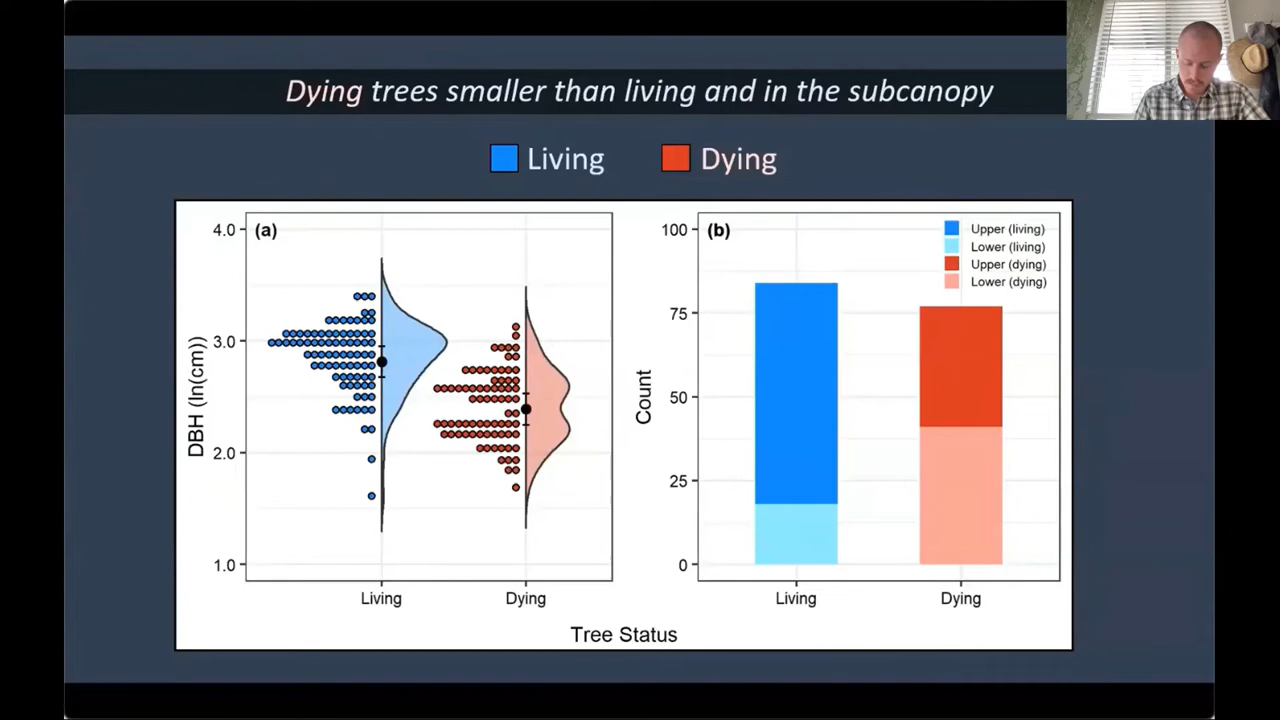 Dying trees smaller than living and in the subcanopy
Living
Dying
(a)
4.0
3.0
2.0
1.0
DBH (ln(cm))
Living
Dying
(b)
100
75
50
25
0
Count
Upper (living)
Lower (living)
Upper (dying)
Lower (dying)
Living
Dying
Tree Status